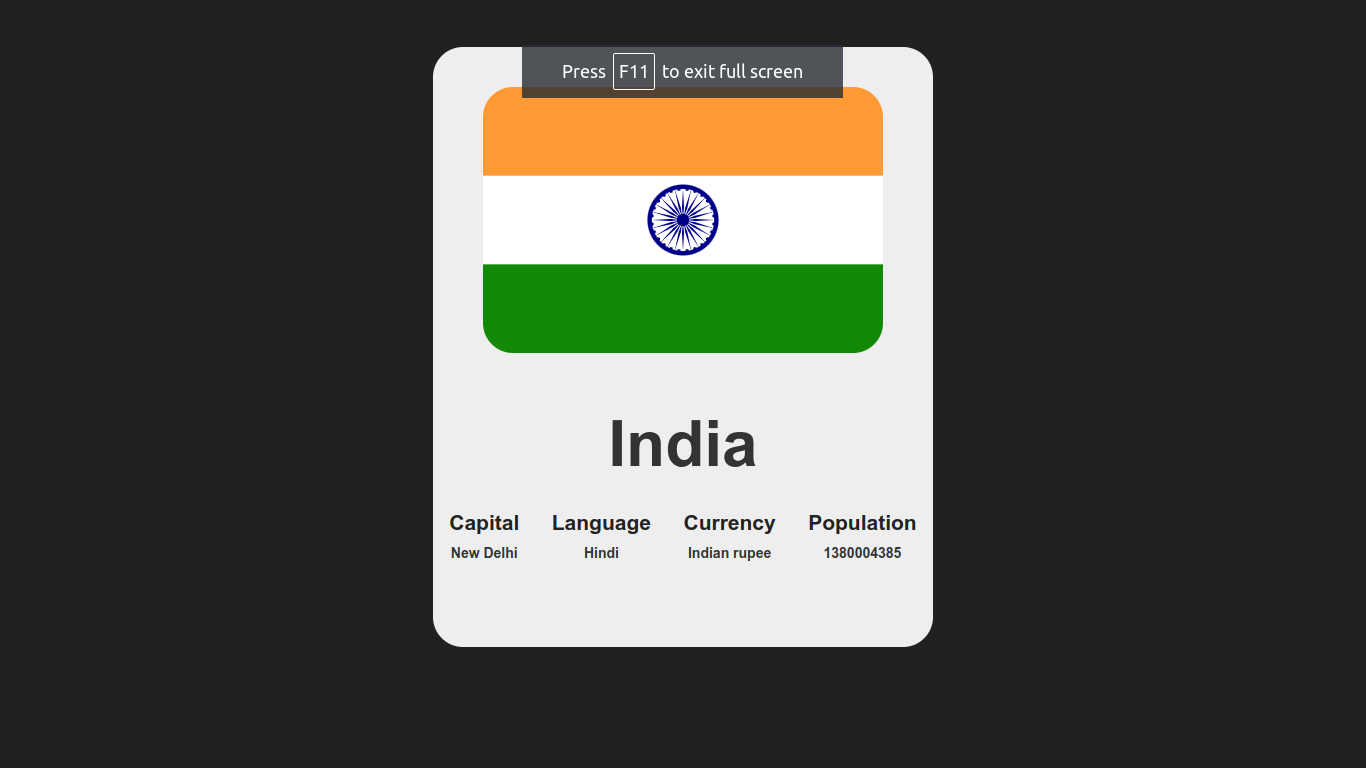 Press F11 to exit full screen
India
Capital Language Currency Population
New Delhi Hindi Indian rupee 1380004385